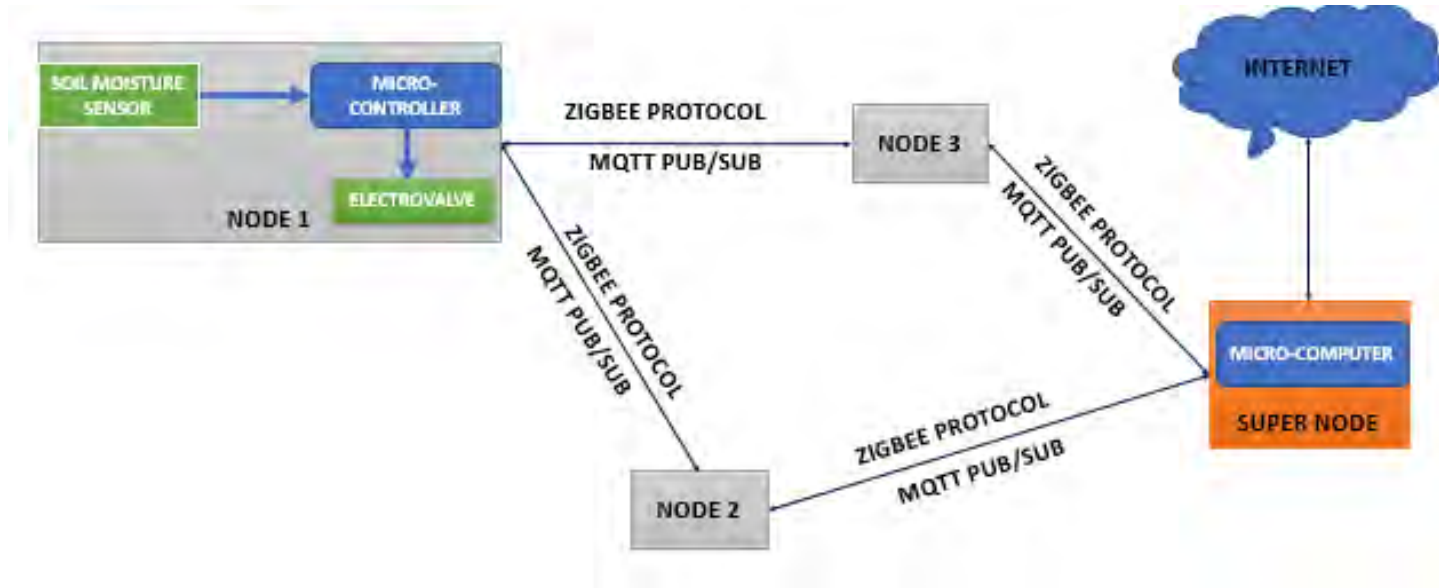 SOIL MOISTURE
SENSOR
MICRO-
CONTROLLER
ELECTROVALVE
NODE 1
ZIGBEE PROTOCOL
MQTT PUB/SUB
NODE 3
INTERNET
ZIGBEE PROTOCOL
MQTT PUB/SUB
ZIGBEE PROTOCOL
MQTT PUB/SUB
MICRO-COMPUTER
SUPER NODE
ZIGBEE PROTOCOL
MQTT PUB/SUB
NODE 2